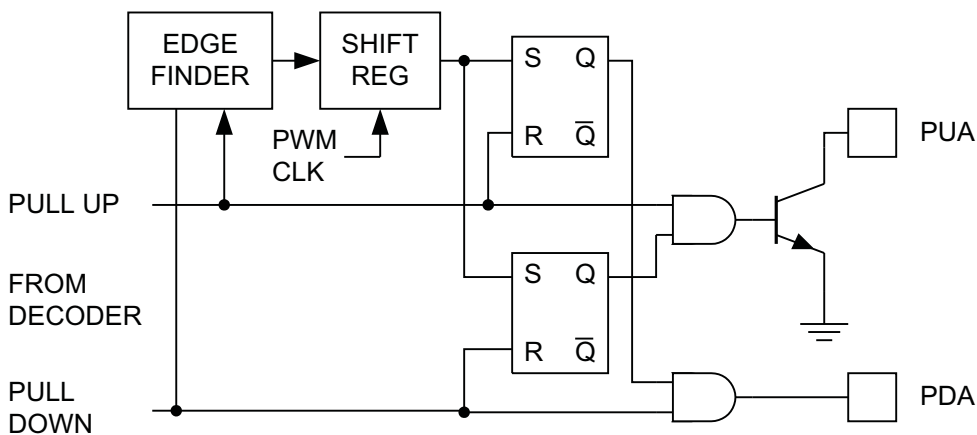 EDGE
FINDER
SHIFT
REG
S Q
R Q̅
PWM
CLK
PUA
PULL UP
FROM
DECODER
S Q
R Q̅
PULL
DOWN
PDA